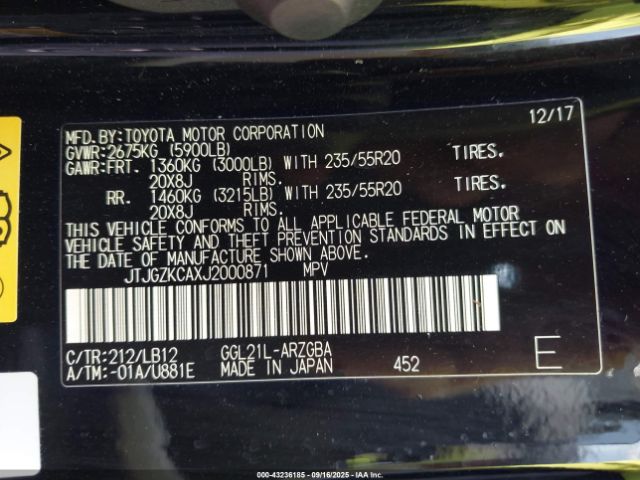 12/17
MFD.BY:TOYOTA MOTOR CORPORATION
GVWR:2675KG (5900LB)
GAWR:FRT. 1360KG (3000LB) WITH 235/55R20 TIRES.
20X8J RIMS.
RR. 1460KG (3215LB) WITH 235/55R20 TIRES.
20X8J RIMS.
THIS VEHICLE CONFORMS TO ALL APPLICABLE FEDERAL MOTOR
VEHICLE SAFETY AND THEFT PREVENTION STANDARDS IN EFFECT ON
THE DATE OF MANUFACTURE SHOWN ABOVE.
JTJGZKCAXJ2000871 MPV
C/TR:212/LB12 GGL21L-ARZGBA
A/TM:-01A/U881E MADE IN JAPAN 452 E
000-43236185 - 09/16/2025 - IAAI.COM